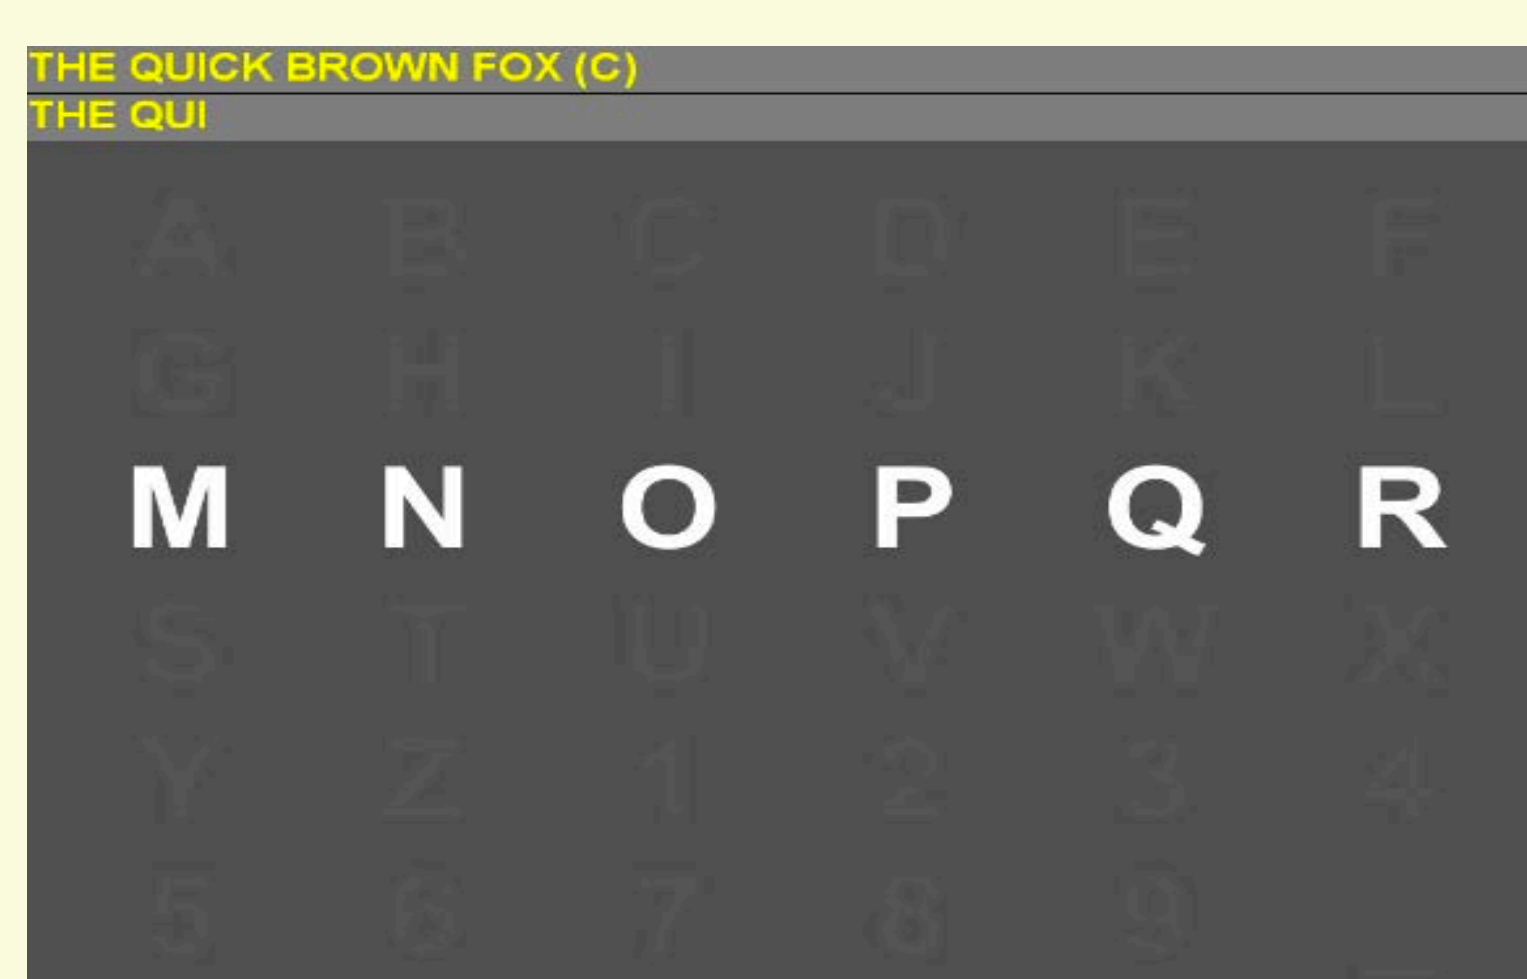 THE QUICK BROWN FOX (C)
THE QUI
A B C D E F
G H I J K L
M N O P Q R
S T U V W X
Y Z 1 2 3 4
5 6 7 8 9